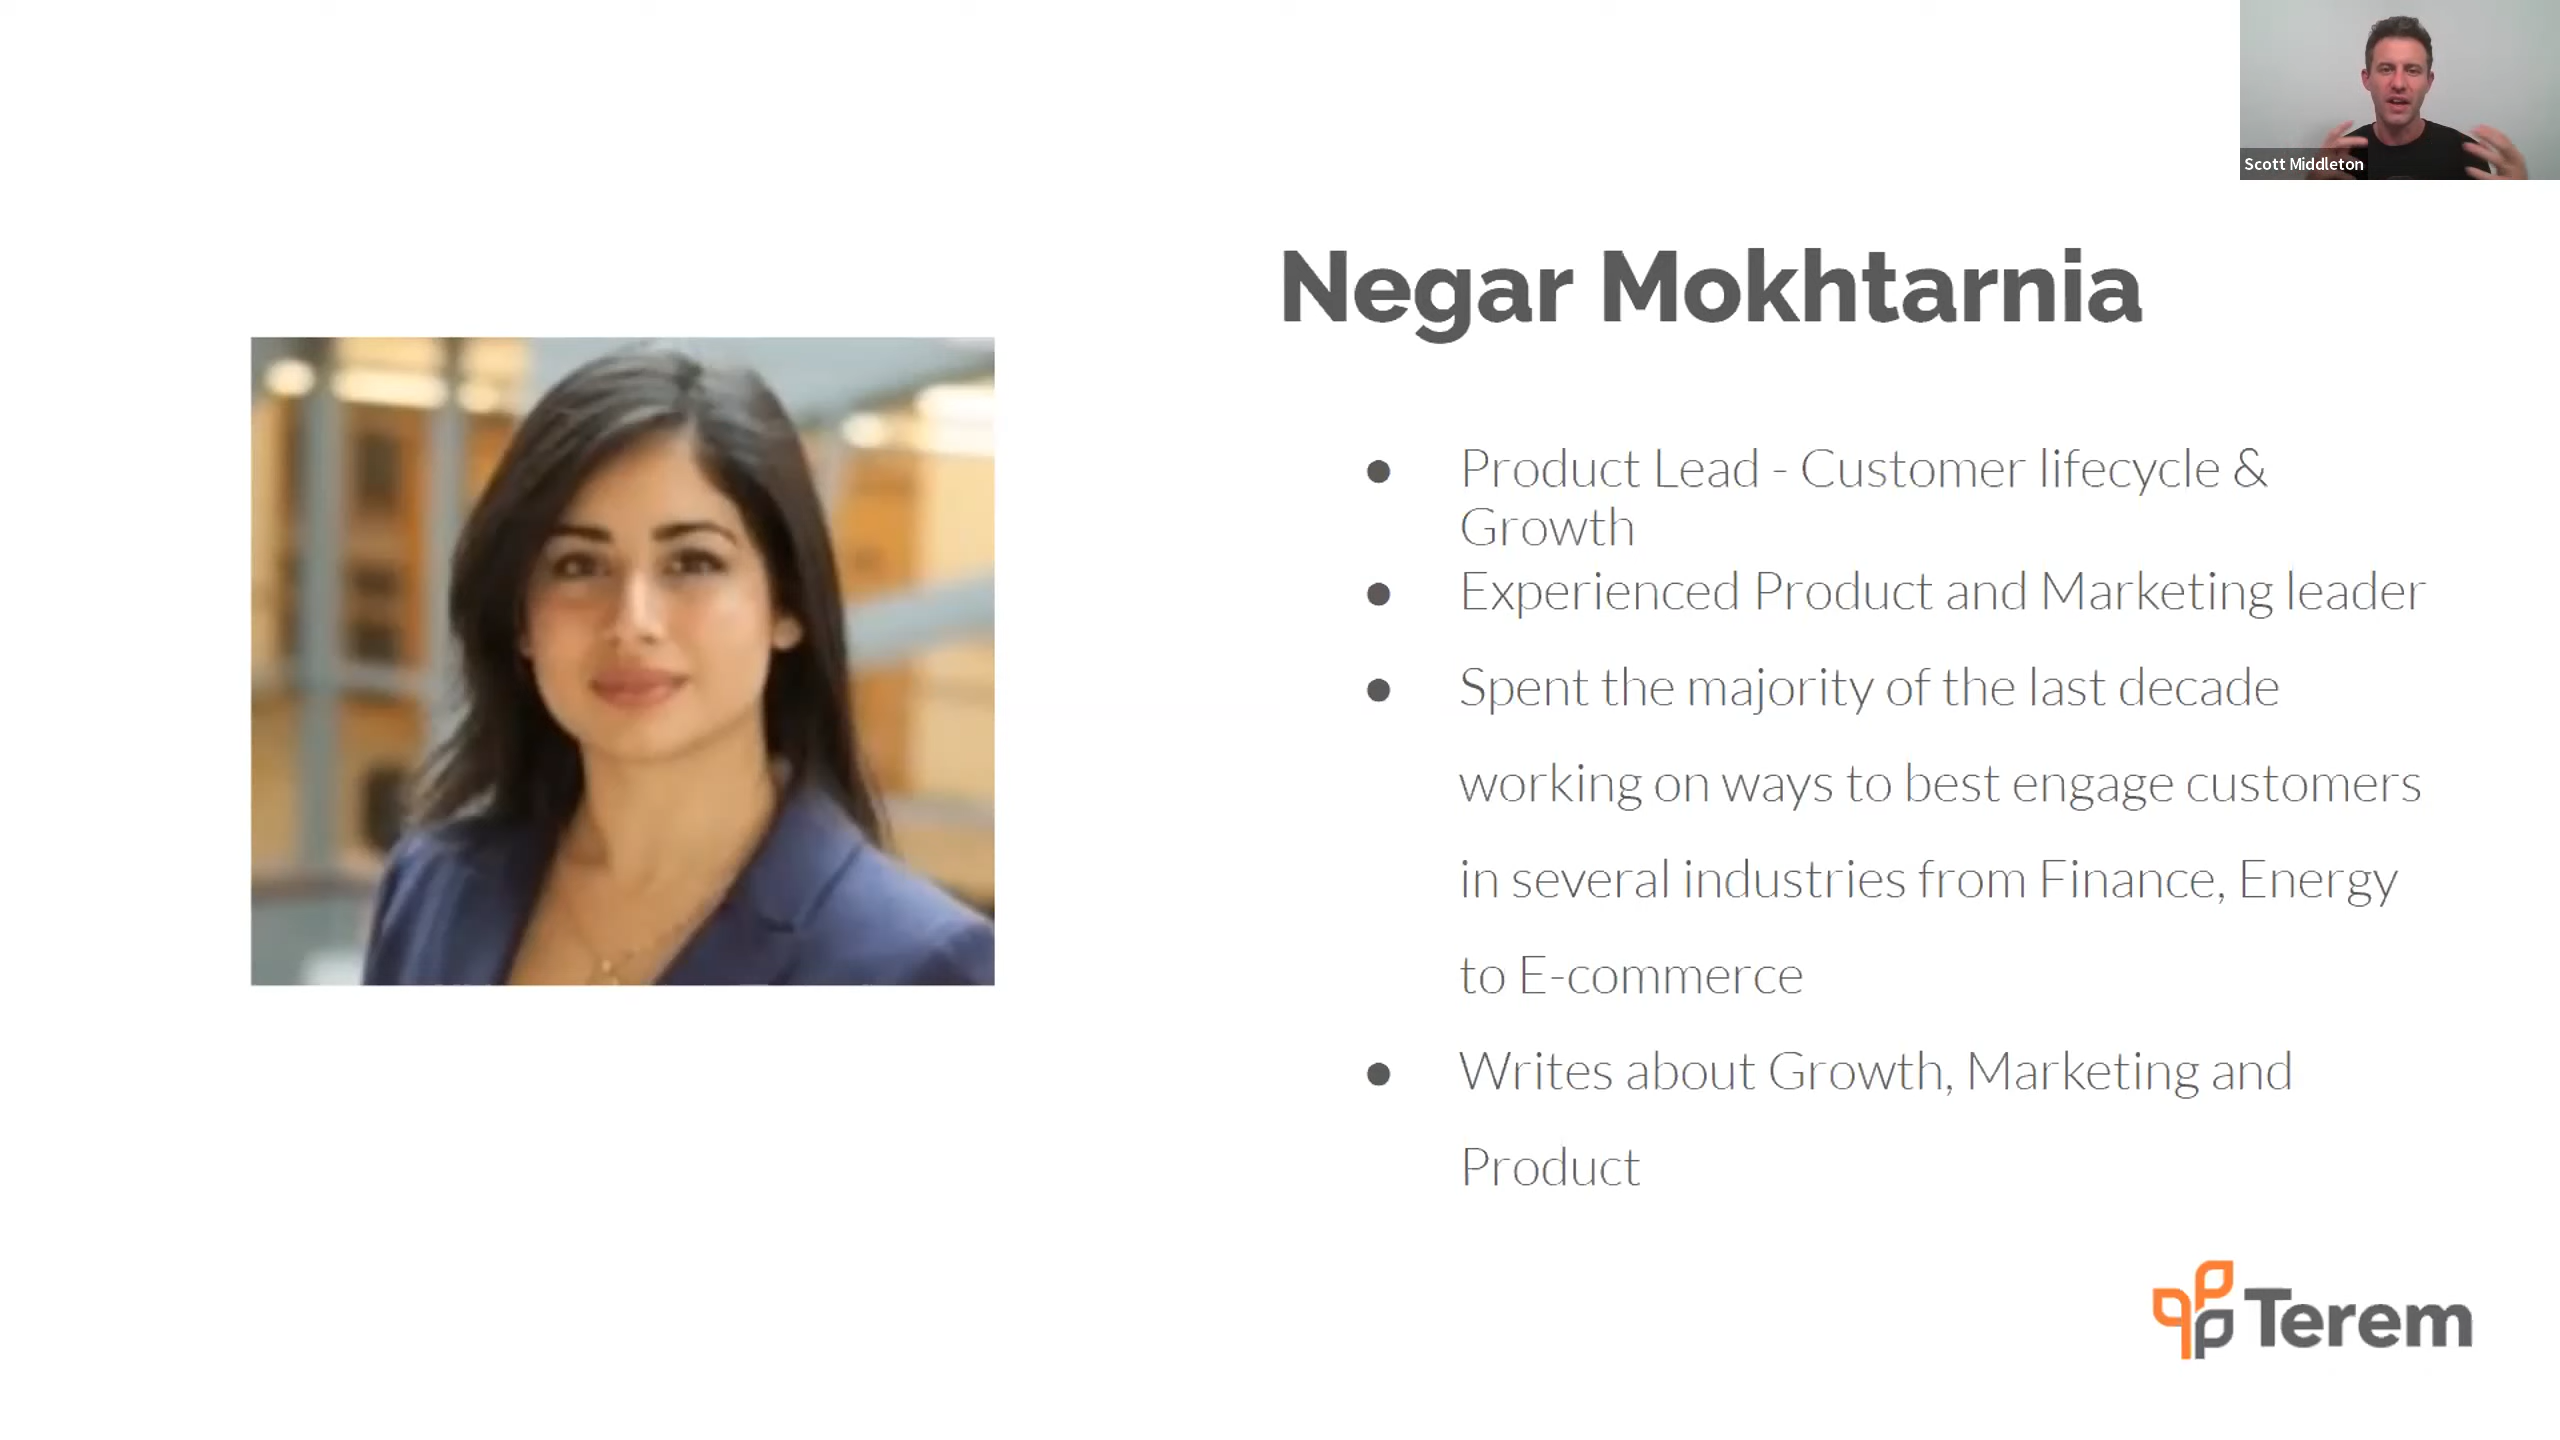 Scott Middleton
Negar Mokhtarnia
● Product Lead - Customer lifecycle &
Growth
● Experienced Product and Marketing leader
● Spent the majority of the last decade
working on ways to best engage customers
in several industries from Finance, Energy
to E-commerce
● Writes about Growth, Marketing and
Product
Terem